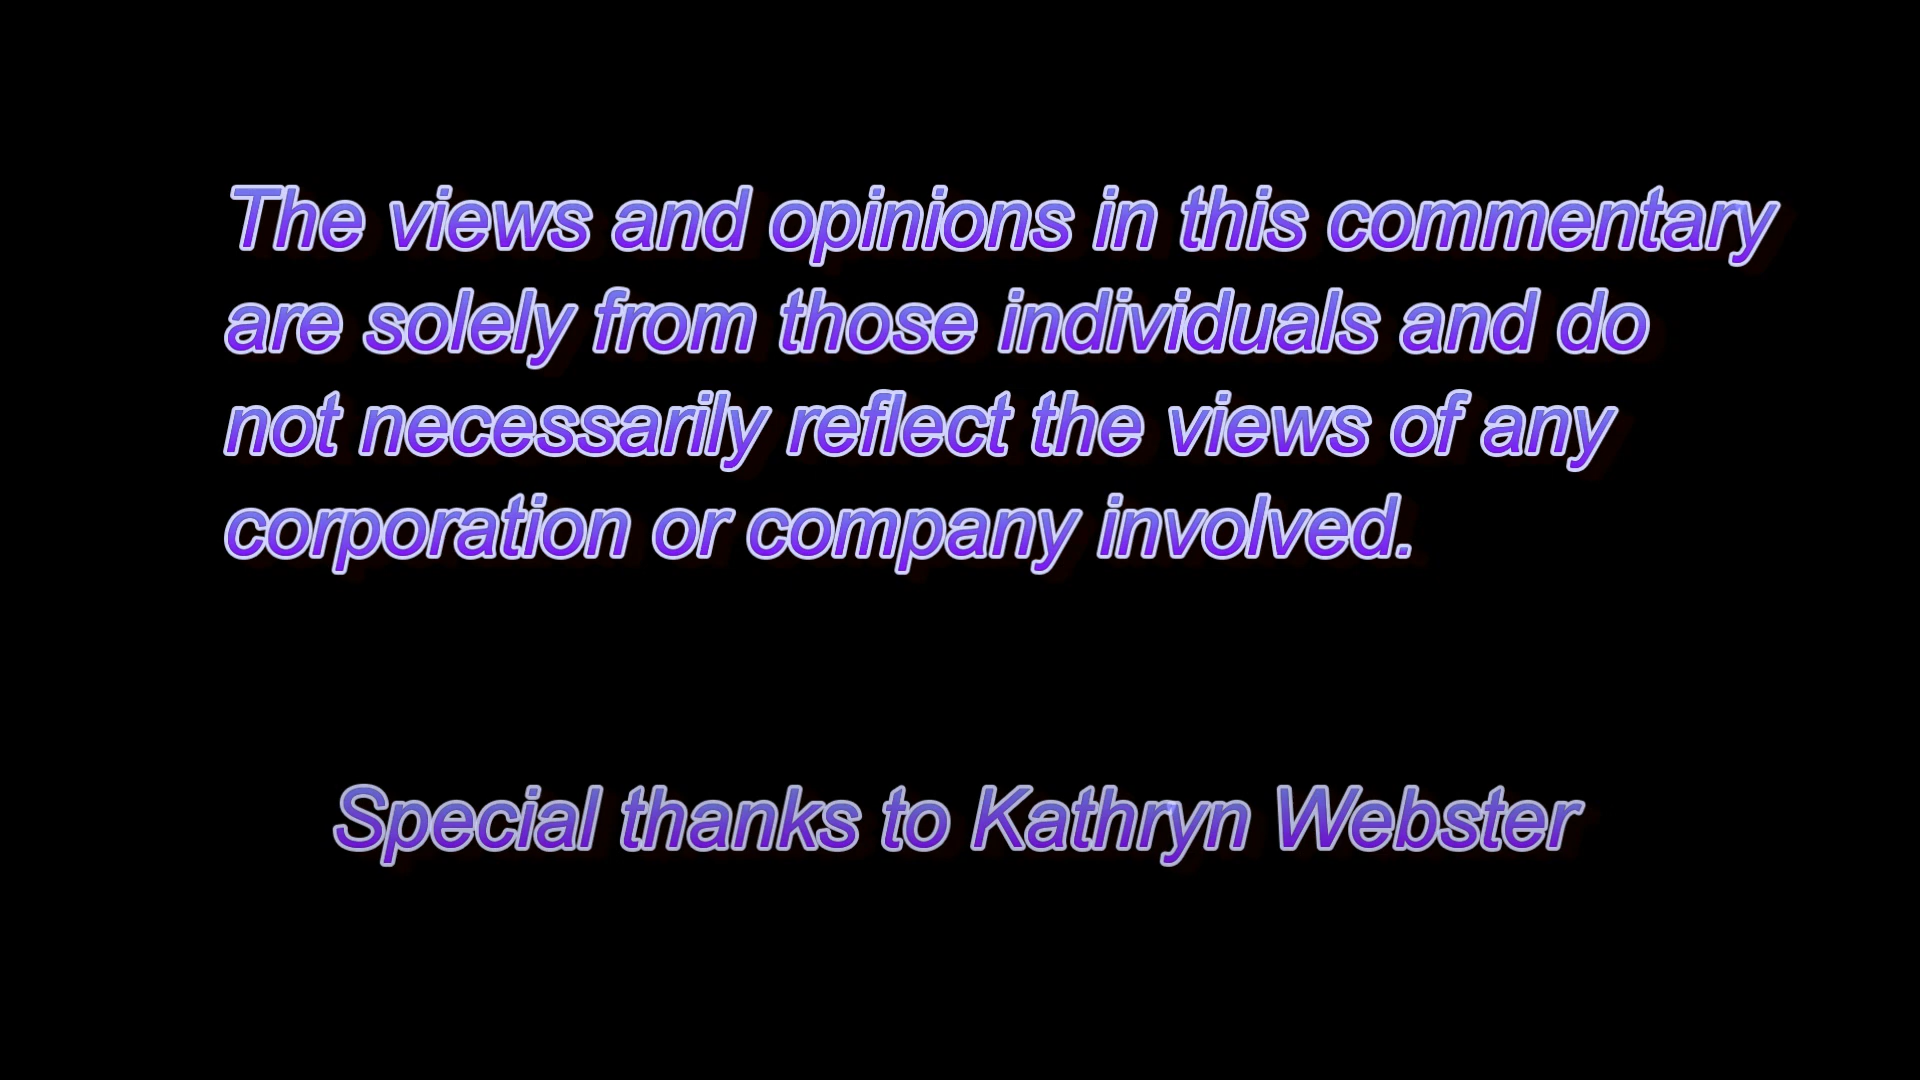 The views and opinions in this commentary
are solely from those individuals and do
not necessarily reflect the views of any
corporation or company involved.
Special thanks to Kathryn Webster